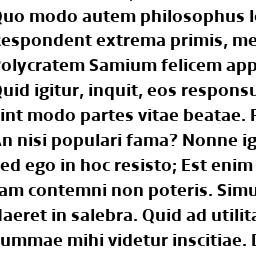 Quo modo autem philosophus l
Respondent extrema primis, me
Polycratem Samium felicem app
Quid igitur, inquit, eos responsu
sint modo partes vitae beatae.
An nisi populari fama? Nonne ig
Sed ego in hoc resisto; Est enim
iam contemni non poteris. Simu
Haeret in salebra. Quid ad utilita
summae mihi videtur inscitiae.